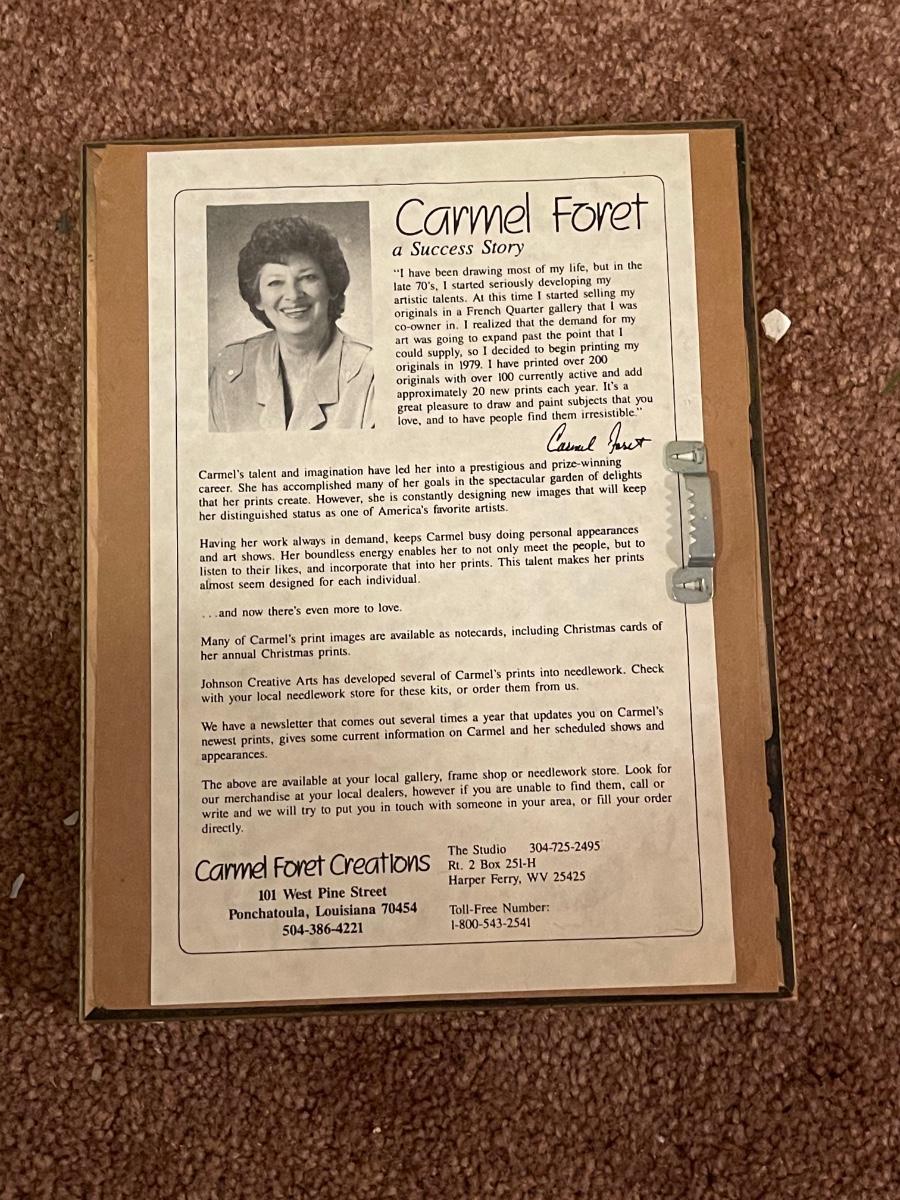 Carmel Foret
a Success Story
"I have been drawing most of my life, but in the
late 70's, I started seriously developing my
artistic talents. At this time I started selling my
originals in a French Quarter gallery that I was
co-owner in. I realized that the demand for my
art was going to expand past the point that I
could supply, so I decided to begin printing my
originals in 1979. I have printed over 200
originals with over 100 currently active and add
approximately 20 new prints each year. It's a
great pleasure to draw and paint subjects that you
love, and to have people find them irresistible."
Carmel Foret
Carmel's talent and imagination have led her into a prestigious and prize-winning
career. She has accomplished many of her goals in the spectacular garden of delights
that her prints create. However, she is constantly designing new images that will keep
her distinguished status as one of America's favorite artists.
Having her work always in demand, keeps Carmel busy doing personal appearances
and art shows. Her boundless energy enables her to not only meet the people, but to
listen to their likes, and incorporate that into her prints. This talent makes her prints
almost seem designed for each individual.
...and now there's even more to love.
Many of Carmel's print images are available as notecards, including Christmas cards of
her annual Christmas prints.
Johnson Creative Arts has developed several of Carmel's prints into needlework. Check
with your local needlework store for these kits, or order them from us.
We have a newsletter that comes out several times a year that updates you on Carmel's
newest prints, gives some current information on Carmel and her scheduled shows and
appearances.
The above are available at your local gallery, frame shop or needlework store. Look for
our merchandise at your local dealers, however if you are unable to find them, call or
write and we will try to put you in touch with someone in your area, or fill your order
directly.
Carmel Foret Creations
101 West Pine Street
Ponchatoula, Louisiana 70454
504-386-4221
The Studio 304-725-2495
Rt. 2 Box 251-H
Harper Ferry, WV 25425
Toll-Free Number:
1-800-543-2541